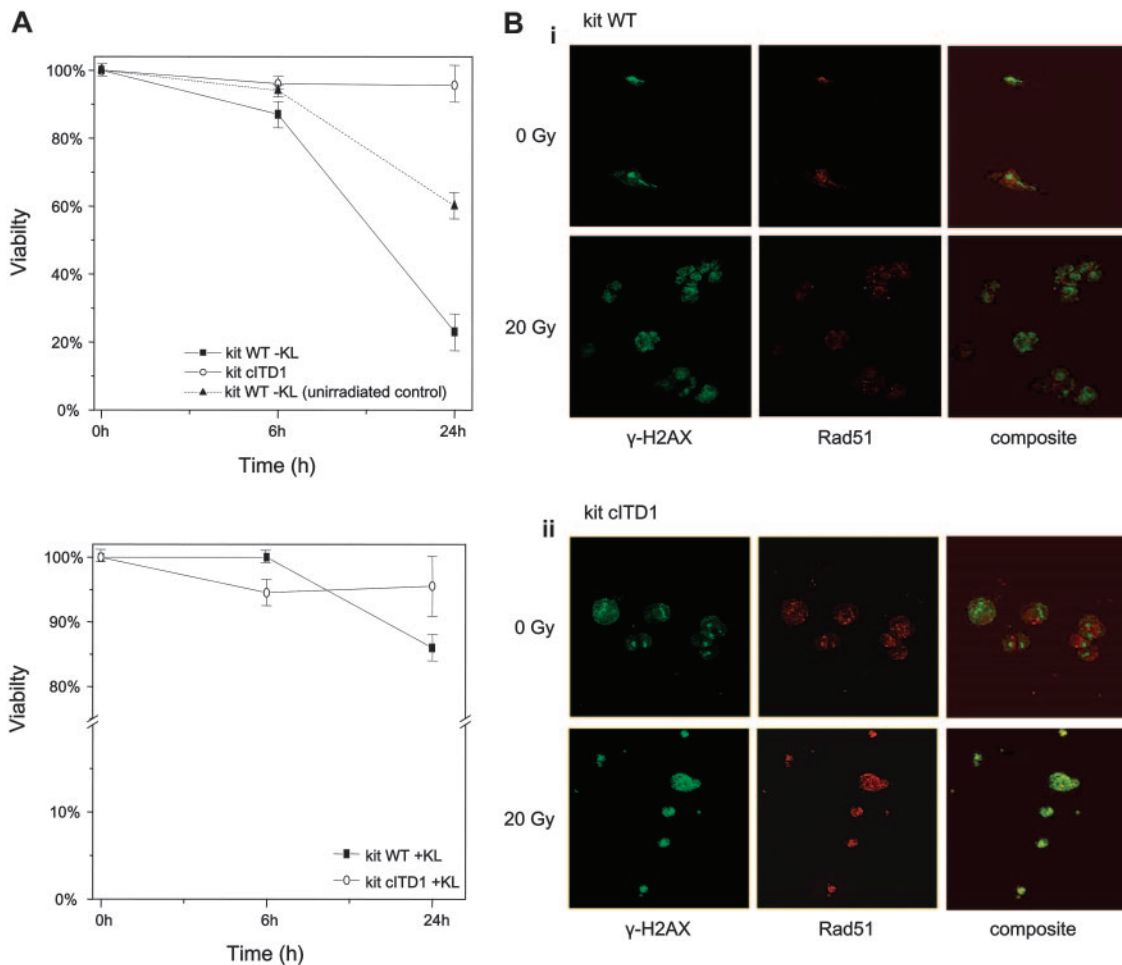 A
100%
80%
60%
40%
20%
0%
Viabilty
kit WT -KL
kit cITD1
kit WT -KL (unirradiated control)
0h
6h
24h
Time (h)
100%
90%
80%
10%
0%
Viabilty
kit WT +KL
kit cITD1 +KL
0h
6h
24h
Time (h)
B
i
kit WT
0 Gy
20 Gy
γ-H2AX
Rad51
composite
ii
kit cITD1
0 Gy
20 Gy
γ-H2AX
Rad51
composite